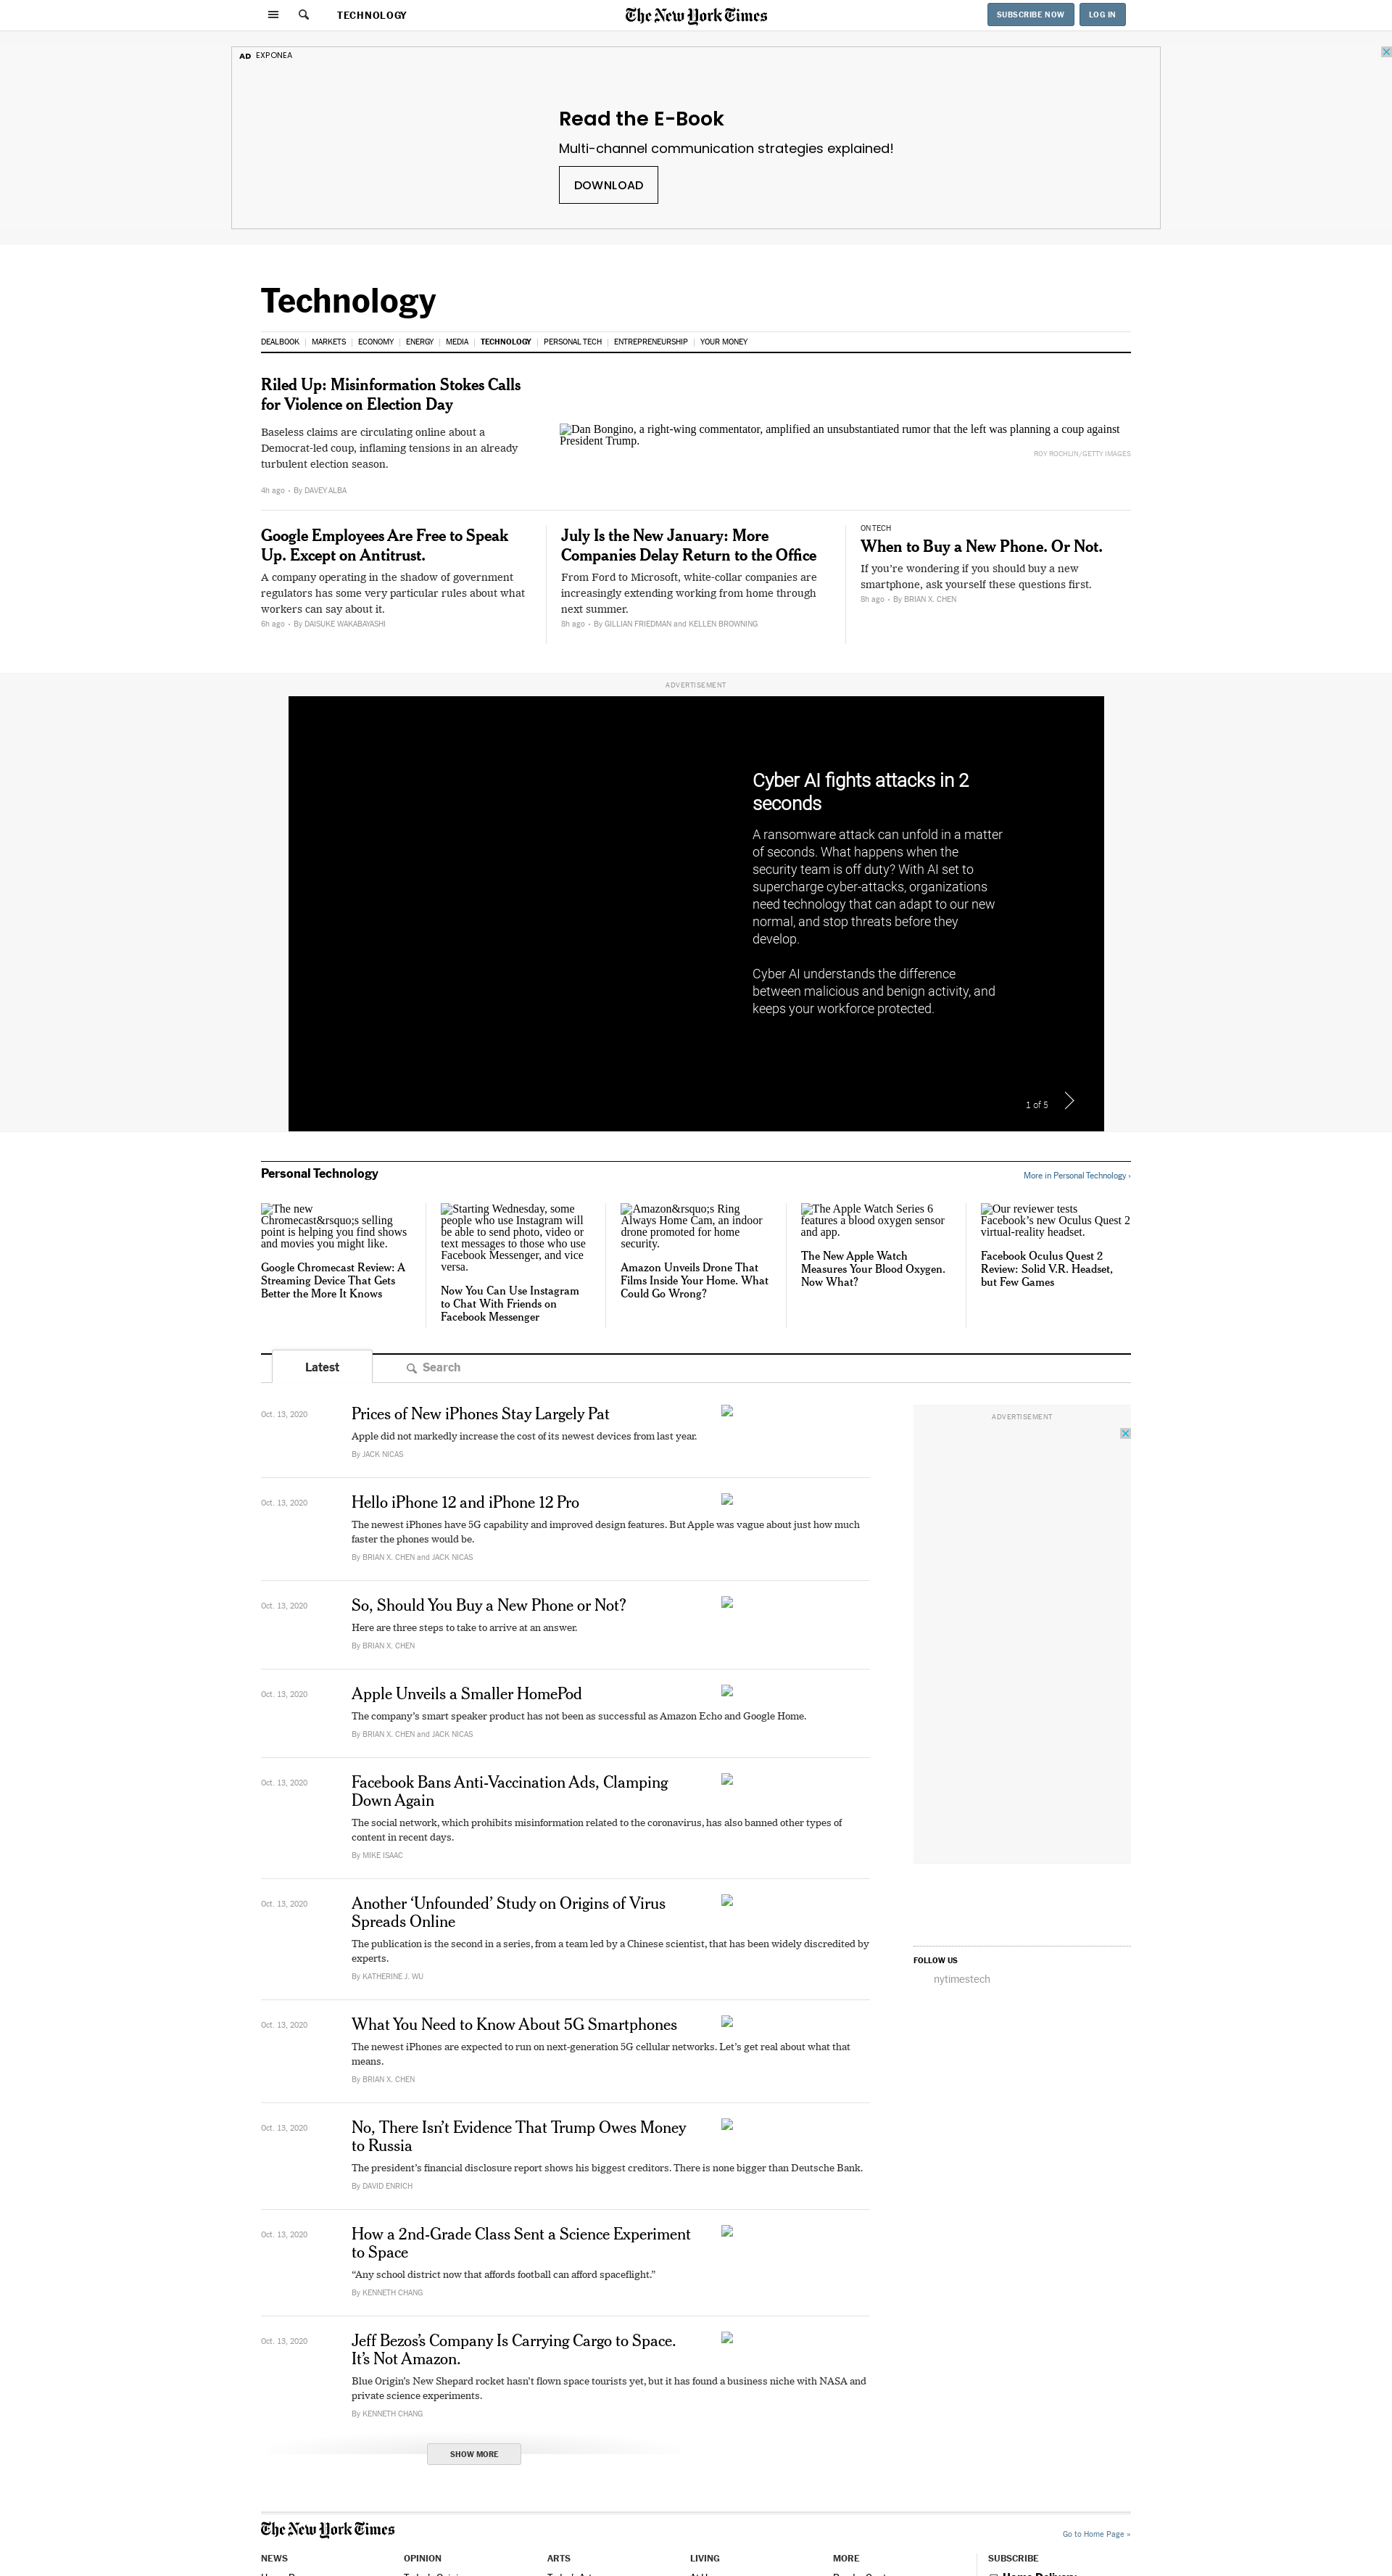 TECHNOLOGY
The New York Times
SUBSCRIBE NOW
LOG IN
AD EXPONEA
Read the E-Book
Multi-channel communication strategies explained!
DOWNLOAD
Technology
DEALBOOK | MARKETS | ECONOMY | ENERGY | MEDIA | TECHNOLOGY | PERSONAL TECH | ENTREPRENEURSHIP | YOUR MONEY
Riled Up: Misinformation Stokes Calls
for Violence on Election Day
Baseless claims are circulating online about a
Democrat-led coup, inflaming tensions in an already
turbulent election season.
4h ago • By DAVEY ALBA
Dan Bongino, a right-wing commentator, amplified an unsubstantiated rumor that the left was planning a coup against
President Trump.
ROY ROCHLIN/GETTY IMAGES
Google Employees Are Free to Speak
Up. Except on Antitrust.
A company operating in the shadow of government
regulators has some very particular rules about what
workers can say about it.
6h ago • By DAISUKE WAKABAYASHI
July Is the New January: More
Companies Delay Return to the Office
From Ford to Microsoft, white-collar companies are
increasingly extending working from home through
next summer.
8h ago • By GILLIAN FRIEDMAN and KELLEN BROWNING
ON TECH
When to Buy a New Phone. Or Not.
If you’re wondering if you should buy a new
smartphone, ask yourself these questions first.
8h ago • By BRIAN X. CHEN
ADVERTISEMENT
Cyber AI fights attacks in 2
seconds
A ransomware attack can unfold in a matter
of seconds. What happens when the
security team is off duty? With AI set to
supercharge cyber-attacks, organizations
need technology that can adapt to our new
normal, and stop threats before they
develop.
Cyber AI understands the difference
between malicious and benign activity, and
keeps your workforce protected.
1 of 5
Personal Technology
More in Personal Technology ›
The new
Chromecast&rsquo;s selling
point is helping you find shows
and movies you might like.
Google Chromecast Review: A
Streaming Device That Gets
Better the More It Knows
Starting Wednesday, some
people who use Instagram will
be able to send photo, video or
text messages to those who use
Facebook Messenger, and vice
versa.
Now You Can Use Instagram
to Chat With Friends on
Facebook Messenger
Amazon&rsquo;s Ring
Always Home Cam, an indoor
drone promoted for home
security.
Amazon Unveils Drone That
Films Inside Your Home. What
Could Go Wrong?
The Apple Watch Series 6
features a blood oxygen sensor
and app.
The New Apple Watch
Measures Your Blood Oxygen.
Now What?
Our reviewer tests
Facebook’s new Oculus Quest 2
virtual-reality headset.
Facebook Oculus Quest 2
Review: Solid V.R. Headset,
but Few Games
Latest
Search
Oct. 13, 2020
Prices of New iPhones Stay Largely Pat
Apple did not markedly increase the cost of its newest devices from last year.
By JACK NICAS
Oct. 13, 2020
Hello iPhone 12 and iPhone 12 Pro
The newest iPhones have 5G capability and improved design features. But Apple was vague about just how much
faster the phones would be.
By BRIAN X. CHEN and JACK NICAS
Oct. 13, 2020
So, Should You Buy a New Phone or Not?
Here are three steps to take to arrive at an answer.
By BRIAN X. CHEN
Oct. 13, 2020
Apple Unveils a Smaller HomePod
The company’s smart speaker product has not been as successful as Amazon Echo and Google Home.
By BRIAN X. CHEN and JACK NICAS
Oct. 13, 2020
Facebook Bans Anti-Vaccination Ads, Clamping
Down Again
The social network, which prohibits misinformation related to the coronavirus, has also banned other types of
content in recent days.
By MIKE ISAAC
Oct. 13, 2020
Another ‘Unfounded’ Study on Origins of Virus
Spreads Online
The publication is the second in a series, from a team led by a Chinese scientist, that has been widely discredited by
experts.
By KATHERINE J. WU
Oct. 13, 2020
What You Need to Know About 5G Smartphones
The newest iPhones are expected to run on next-generation 5G cellular networks. Let’s get real about what that
means.
By BRIAN X. CHEN
Oct. 13, 2020
No, There Isn’t Evidence That Trump Owes Money
to Russia
The president’s financial disclosure report shows his biggest creditors. There is none bigger than Deutsche Bank.
By DAVID ENRICH
Oct. 13, 2020
How a 2nd-Grade Class Sent a Science Experiment
to Space
“Any school district now that affords football can afford spaceflight.”
By KENNETH CHANG
Oct. 13, 2020
Jeff Bezos’s Company Is Carrying Cargo to Space.
It’s Not Amazon.
Blue Origin’s New Shepard rocket hasn’t flown space tourists yet, but it has found a business niche with NASA and
private science experiments.
By KENNETH CHANG
SHOW MORE
ADVERTISEMENT
FOLLOW US
nytimestech
The New York Times
Go to Home Page »
NEWS
OPINION
ARTS
LIVING
MORE
SUBSCRIBE